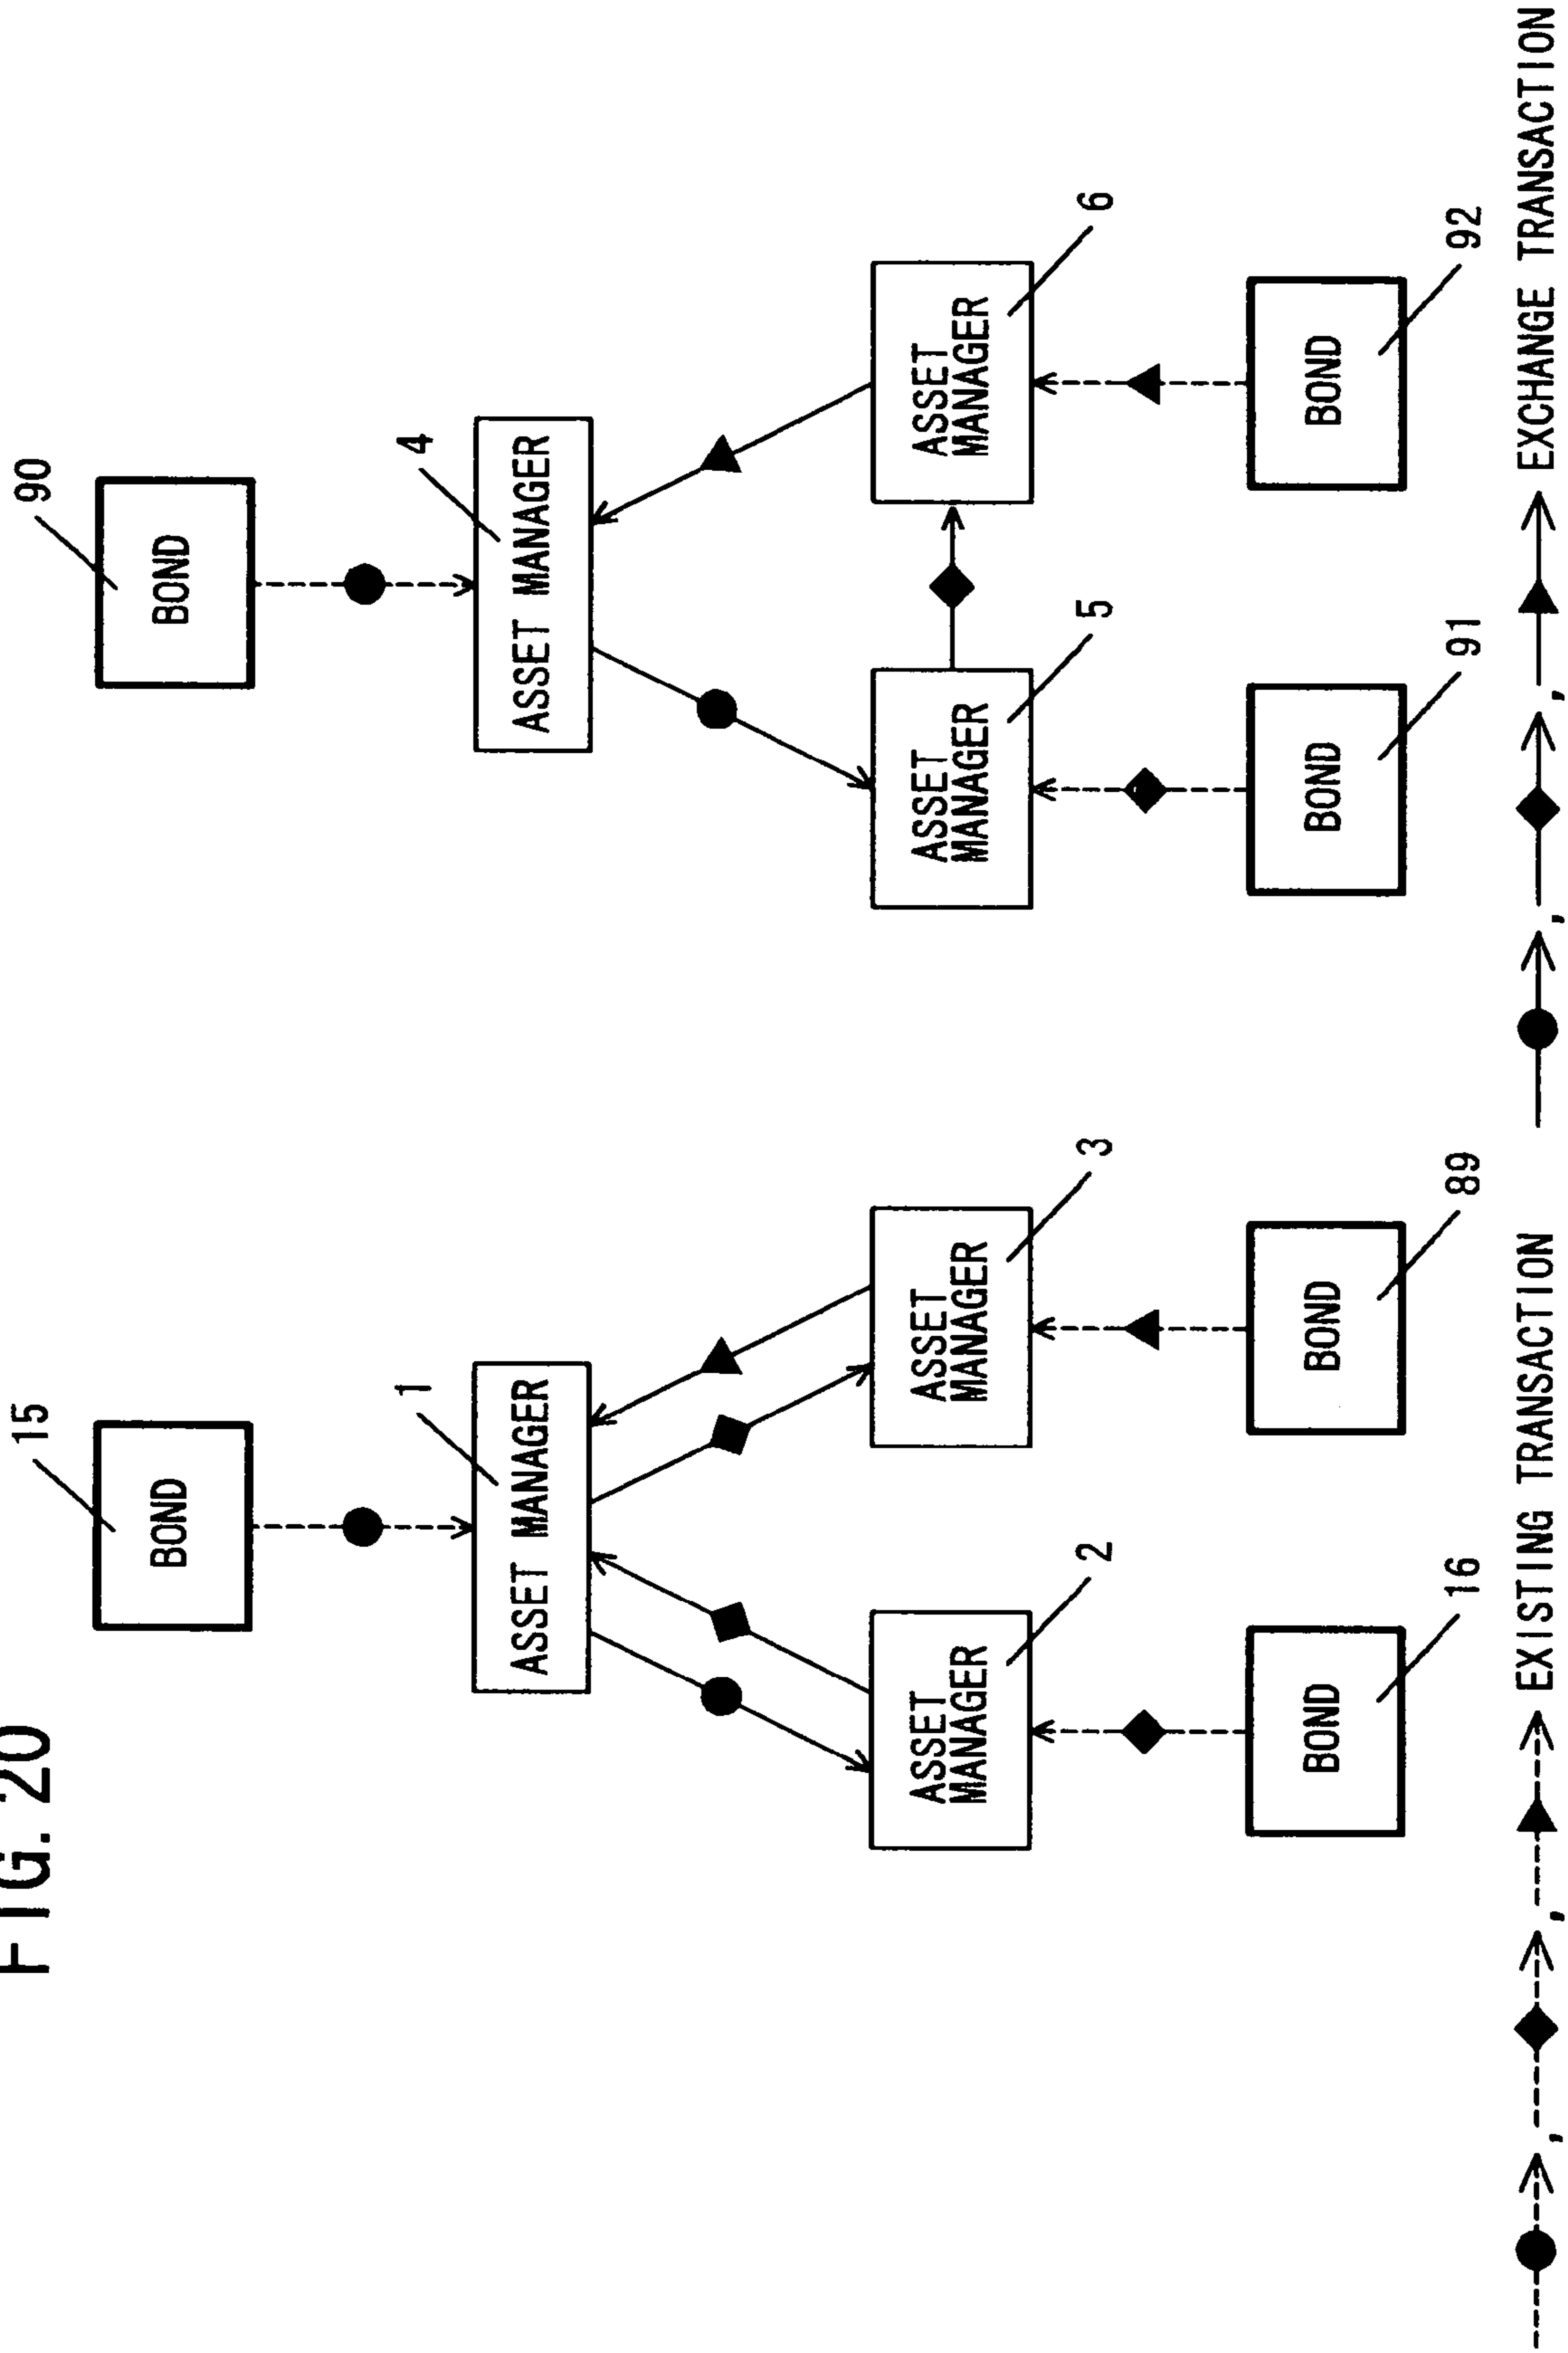 FIG. 20
15
BOND
1
ASSET MANAGER
2
ASSET
MANAGER
3
ASSET
MANAGER
16
BOND
89
BOND
90
BOND
4
ASSET MANAGER
5
ASSET
MANAGER
6
ASSET
MANAGER
91
BOND
92
BOND
, , EXISTING TRANSACTION
, , EXCHANGE TRANSACTION